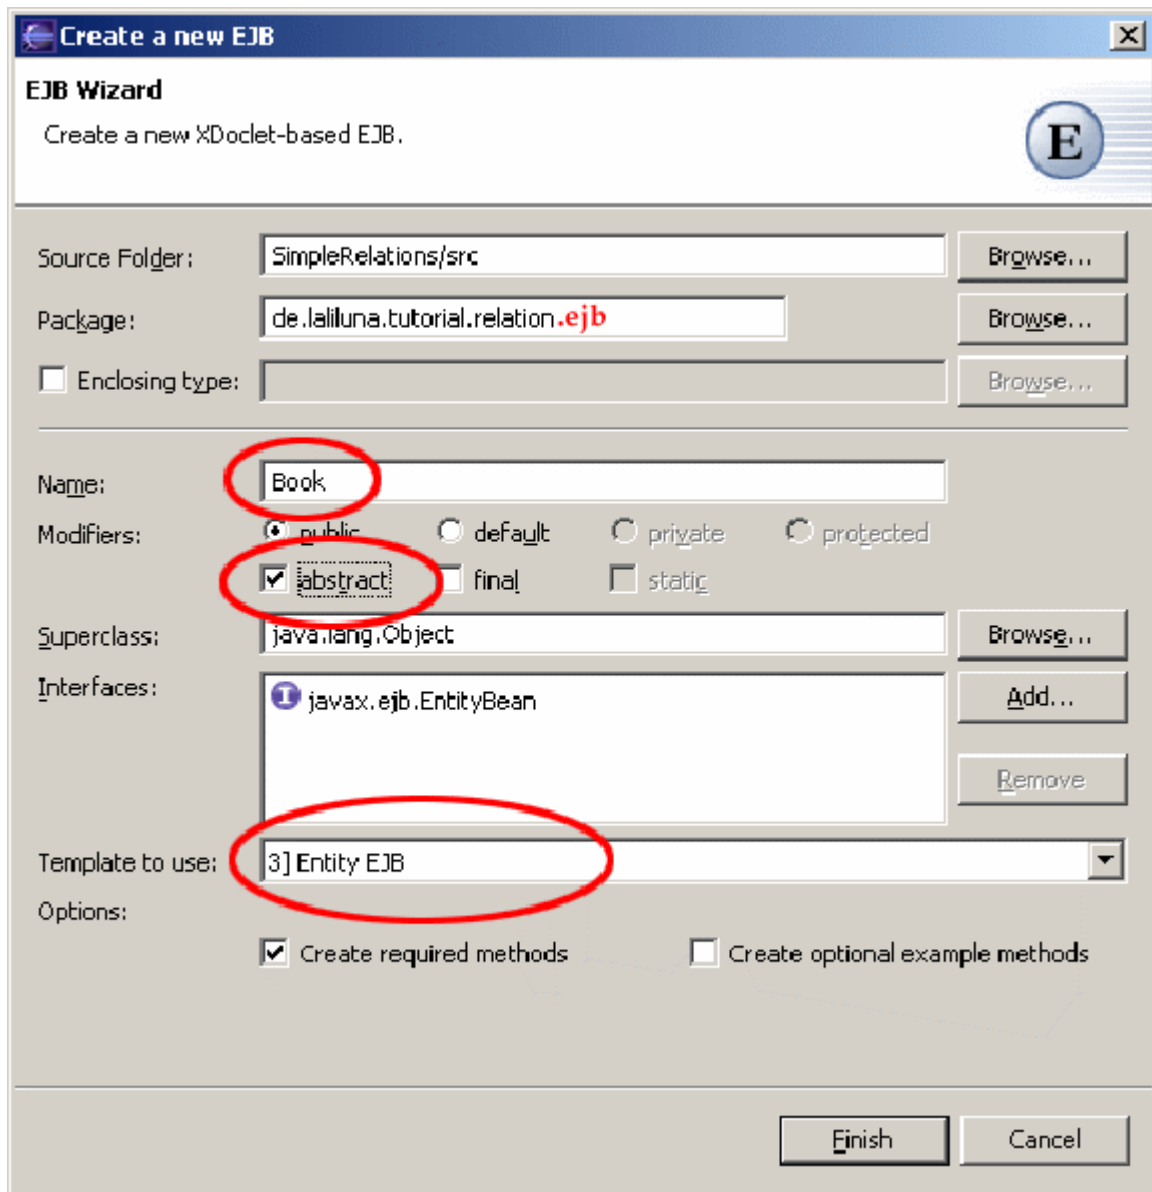 Create a new EJB
EJB Wizard
Create a new XDoclet-based EJB.
E
Source Folder: SimpleRelations/src Browse...
Package: de.laliluna.tutorial.relation.ejb Browse...
Enclosing type: Browse...
Name: Book
Modifiers: public default private protected
abstract final static
Superclass: java.lang.Object Browse...
Interfaces: I javax.ejb.EntityBean Add...
Remove
Template to use: 3] Entity EJB
Options:
Create required methods Create optional example methods
Finish Cancel